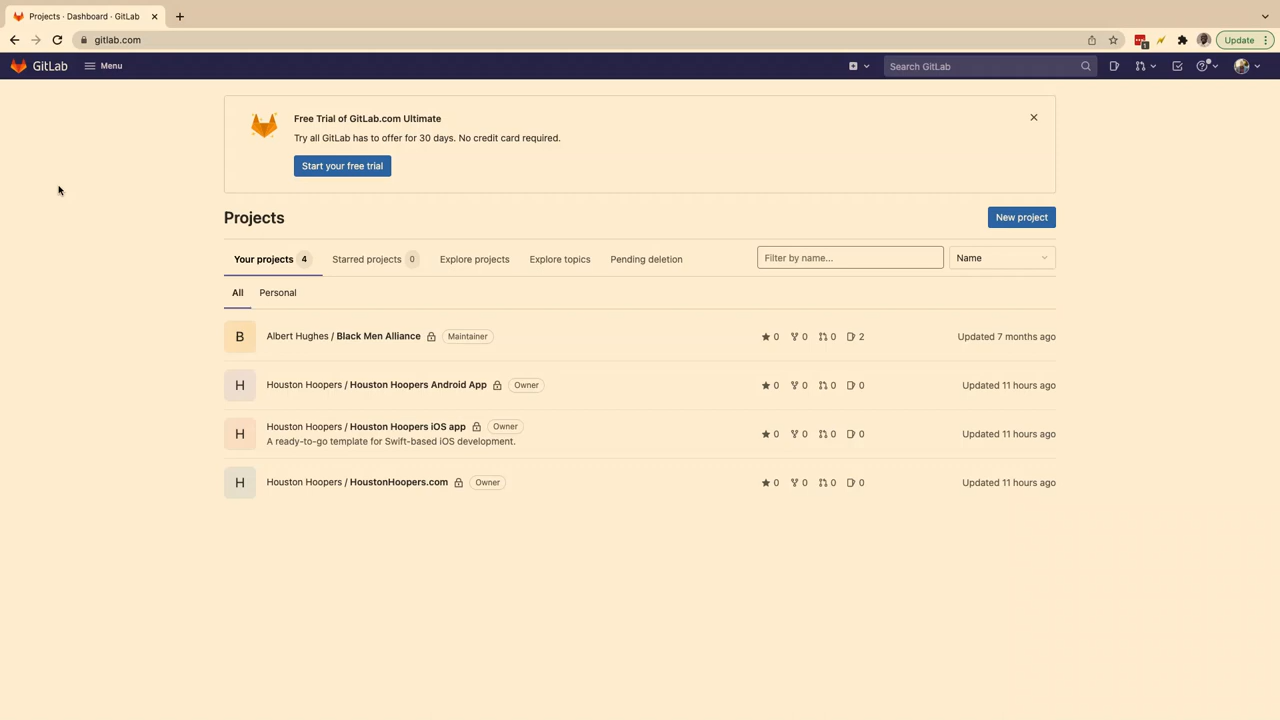 Projects · Dashboard · GitLab
gitlab.com
Update
GitLab
Menu
Search GitLab
Free Trial of GitLab.com Ultimate
Try all GitLab has to offer for 30 days. No credit card required.
Start your free trial
Projects
New project
Your projects 4
Starred projects 0
Explore projects
Explore topics
Pending deletion
Filter by name...
Name
All
Personal
B
Albert Hughes / Black Men Alliance
Maintainer
0 0 0 2
Updated 7 months ago
H
Houston Hoopers / Houston Hoopers Android App
Owner
0 0 0 0
Updated 11 hours ago
H
Houston Hoopers / Houston Hoopers iOS app
Owner
A ready-to-go template for Swift-based iOS development.
0 0 0 0
Updated 11 hours ago
H
Houston Hoopers / HoustonHoopers.com
Owner
0 0 0 0
Updated 11 hours ago